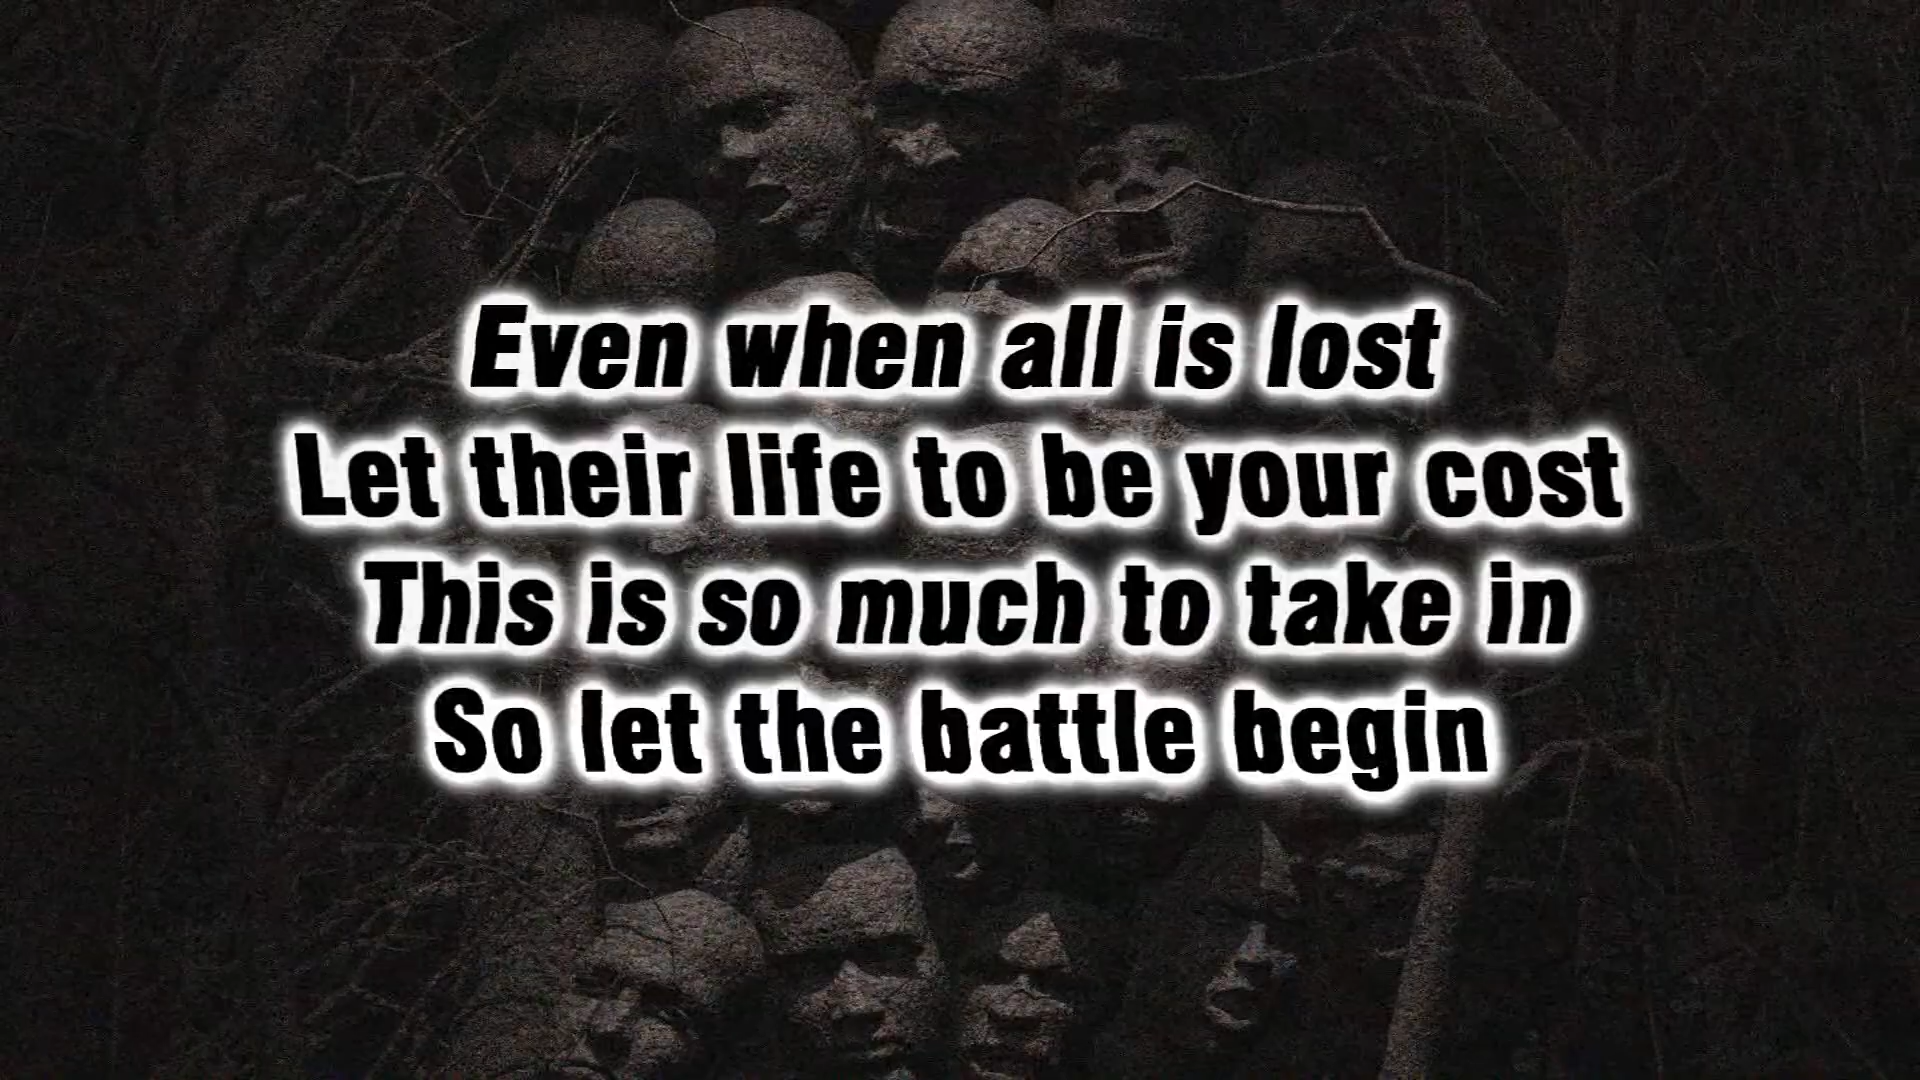 Even when all is lost
Let their life to be your cost
This is so much to take in
So let the battle begin